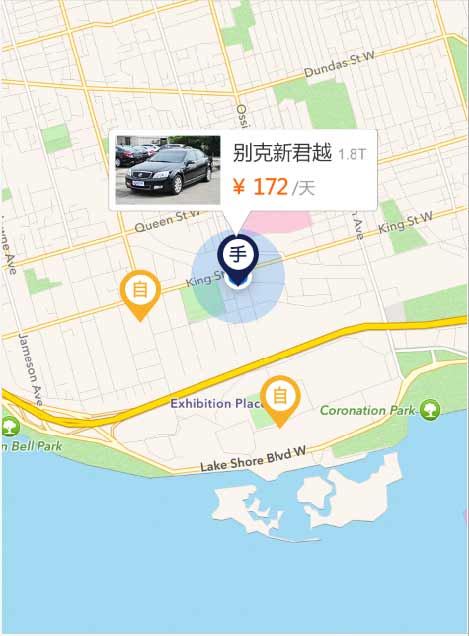 Dundas St W
Ossi
别克新君越 1.8T
¥ 172 /天
Queen St W
King St W
Ave
wne Ave
手
King St
自
Jameson Ave
自
Exhibition Place
Coronation Park
n Bell Park
Lake Shore Blvd W